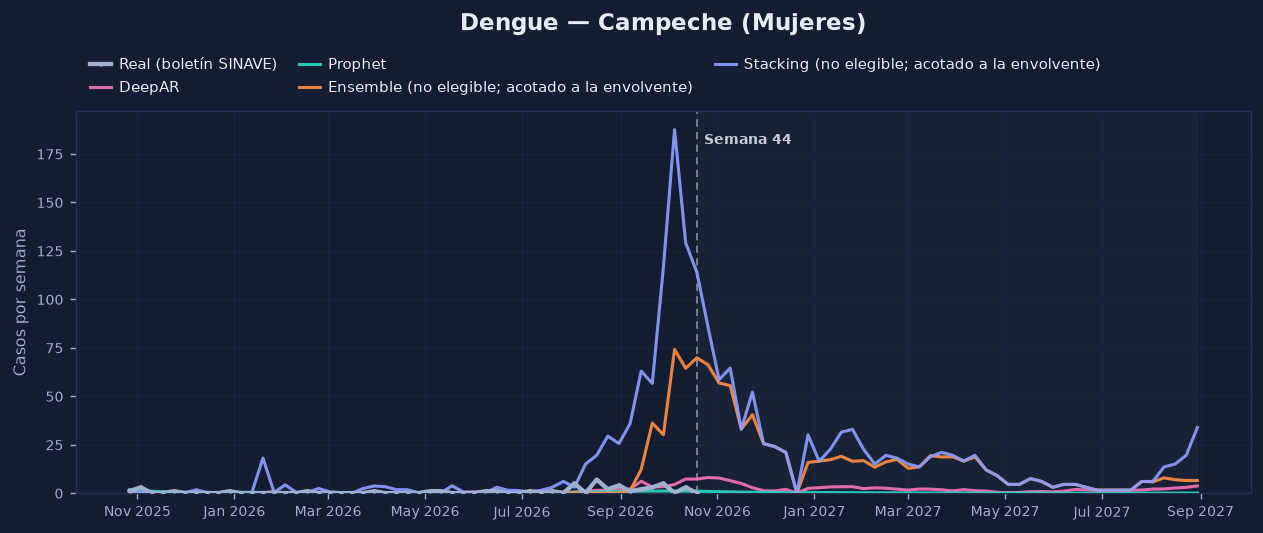 Dengue — Campeche (Mujeres)
Real (boletín SINAVE)
Prophet
Stacking (no elegible; acotado a la envolvente)
DeepAR
Ensemble (no elegible; acotado a la envolvente)
Semana 44
Casos por semana
175
150
125
100
75
50
25
0
Nov 2025
Jan 2026
Mar 2026
May 2026
Jul 2026
Sep 2026
Nov 2026
Jan 2027
Mar 2027
May 2027
Jul 2027
Sep 2027